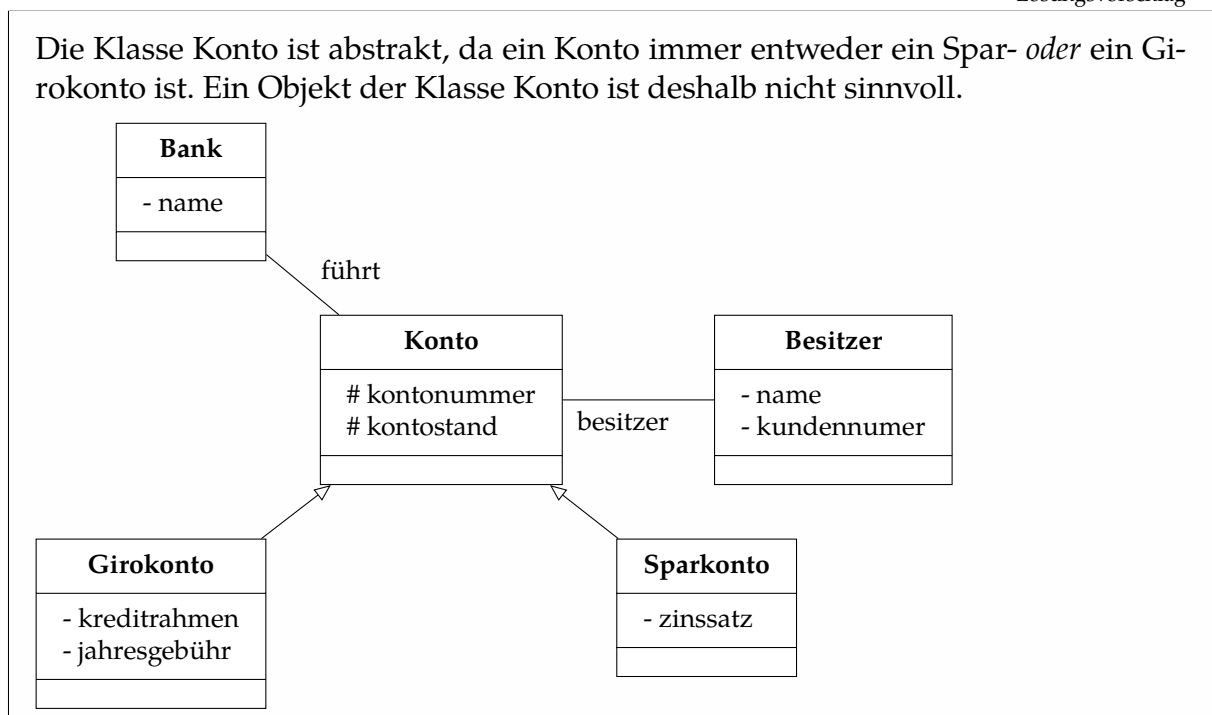 Die Klasse Konto ist abstrakt, da ein Konto immer entweder ein Spar- oder ein Gi-
rokonto ist. Ein Objekt der Klasse Konto ist deshalb nicht sinnvoll.
Bank
- name
führt
Konto
# kontonummer
# kontostand
besitzer
Besitzer
- name
- kundennumer
Girokonto
- kreditrahmen
- jahresgebühr
Sparkonto
- zinssatz